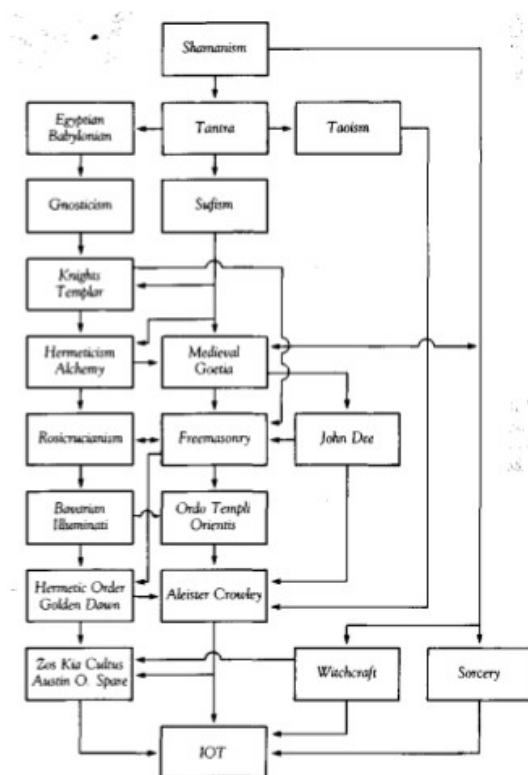 Shamanism
Egyptian
Babylonian
Tantra
Taoism
Gnosticism
Sufism
Knights
Templar
Hermeticism
Alchemy
Medieval
Goetia
Rosicrucianism
Freemasonry
John Dee
Bavarian
Illuminati
Ordo Templi
Orientis
Hermetic Order
Golden Dawn
Aleister Crowley
Zos Kia Cultus
Austin O. Spare
Witchcraft
Sorcery
IOT